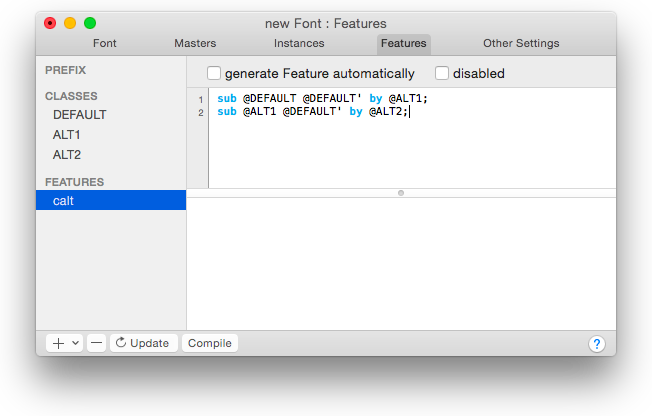 new Font : Features
Font Masters Instances Features Other Settings
PREFIX
CLASSES
DEFAULT
ALT1
ALT2
FEATURES
calt
generate Feature automatically disabled
1 sub @DEFAULT @DEFAULT' by @ALT1;
2 sub @ALT1 @DEFAULT' by @ALT2;
+ − Update Compile ?